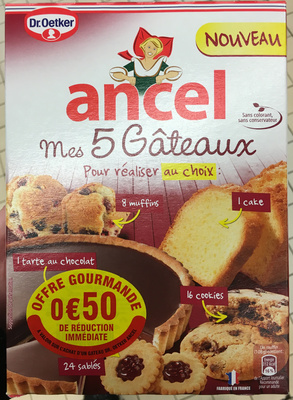 Dr.Oetker
NOUVEAU
ancel
Sans colorant,
sans conservateur
Mes 5 Gâteaux
Pour réaliser au choix :
8 muffins
1 cake
1 tarte au chocolat
OFFRE GOURMANDE
0€50
DE RÉDUCTION
IMMÉDIATE
16 cookies
24 sablés
FABRIQUÉ EN FRANCE